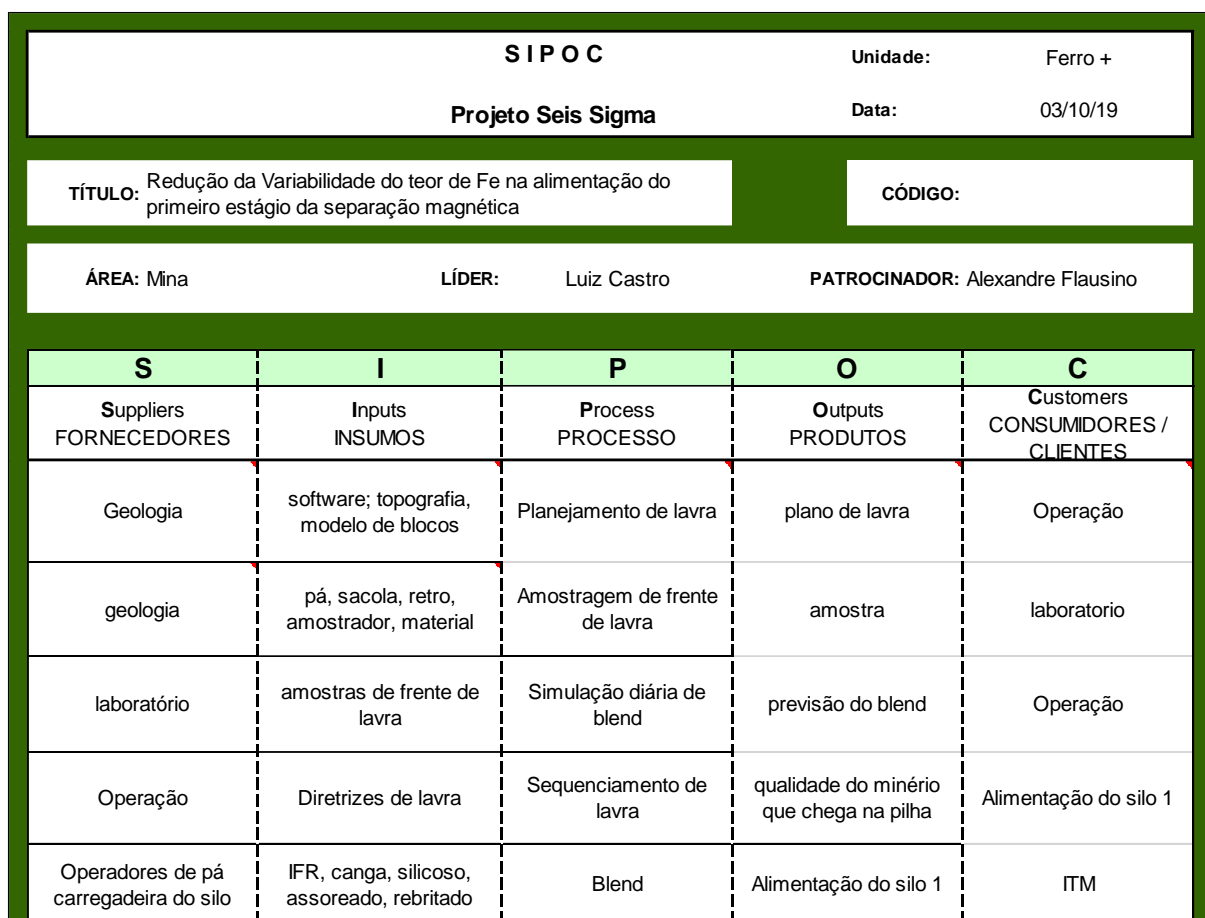 S I P O C
Unidade: Ferro +
Projeto Seis Sigma
Data: 03/10/19
TÍTULO: Redução da Variabilidade do teor de Fe na alimentação do
primeiro estágio da separação magnética
CÓDIGO:
ÁREA: Mina
LÍDER: Luiz Castro
PATROCINADOR: Alexandre Flausino
S
I
P
O
C
Suppliers
FORNECEDORES
Inputs
INSUMOS
Process
PROCESSO
Outputs
PRODUTOS
Customers
CONSUMIDORES /
CLIENTES
Geologia
software; topografia,
modelo de blocos
Planejamento de lavra
plano de lavra
Operação
geologia
pá, sacola, retro,
amostrador, material
Amostragem de frente
de lavra
amostra
laboratorio
laboratório
amostras de frente de
lavra
Simulação diária de
blend
previsão do blend
Operação
Operação
Diretrizes de lavra
Sequenciamento de
lavra
qualidade do minério
que chega na pilha
Alimentação do silo 1
Operadores de pá
carregadeira do silo
IFR, canga, silicoso,
assoreado, rebritado
Blend
Alimentação do silo 1
ITM